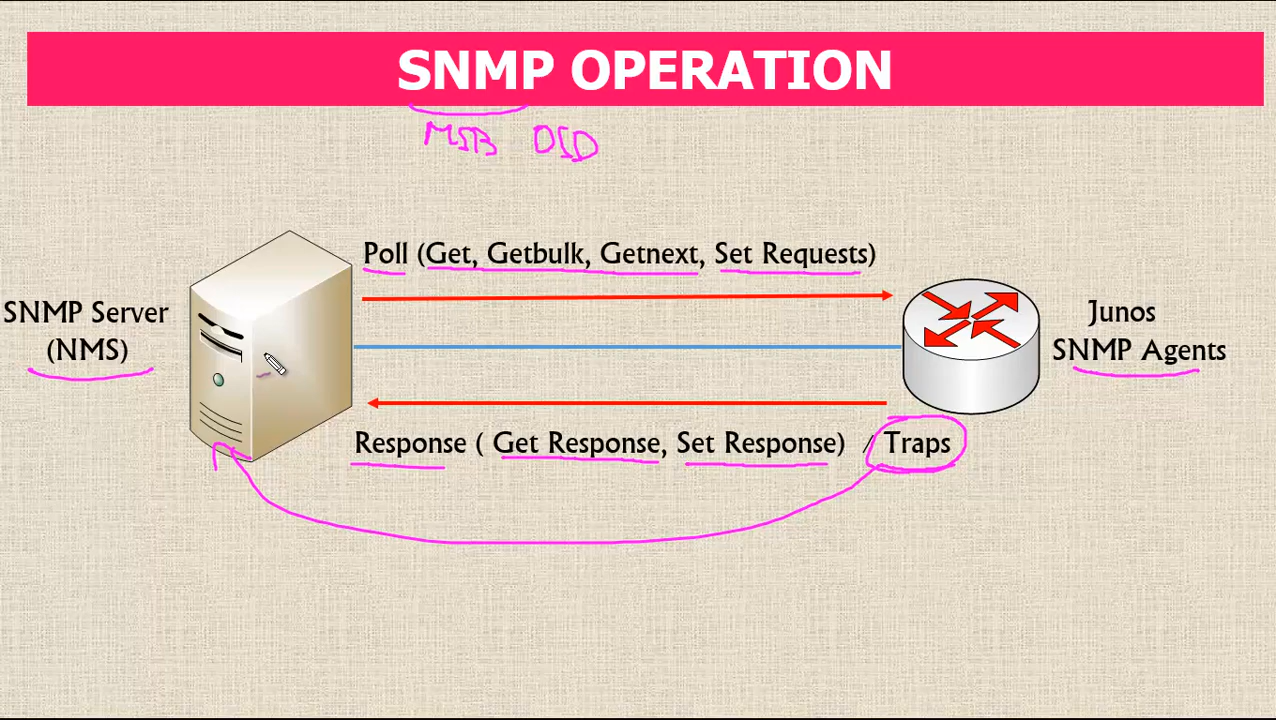 SNMP OPERATION
MIB OID
Poll (Get, Getbulk, Getnext, Set Requests)
SNMP Server
(NMS)
Junos
SNMP Agents
Response ( Get Response, Set Response) / Traps